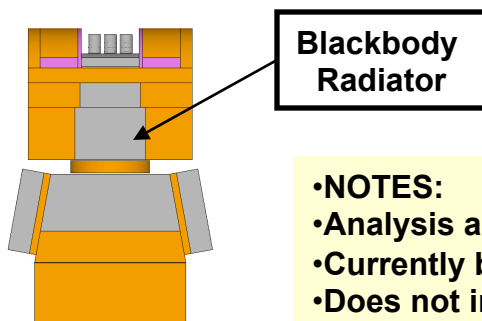 Blackbody
Radiator
•NOTES:
•Analysis a
•Currently b
•Does not i